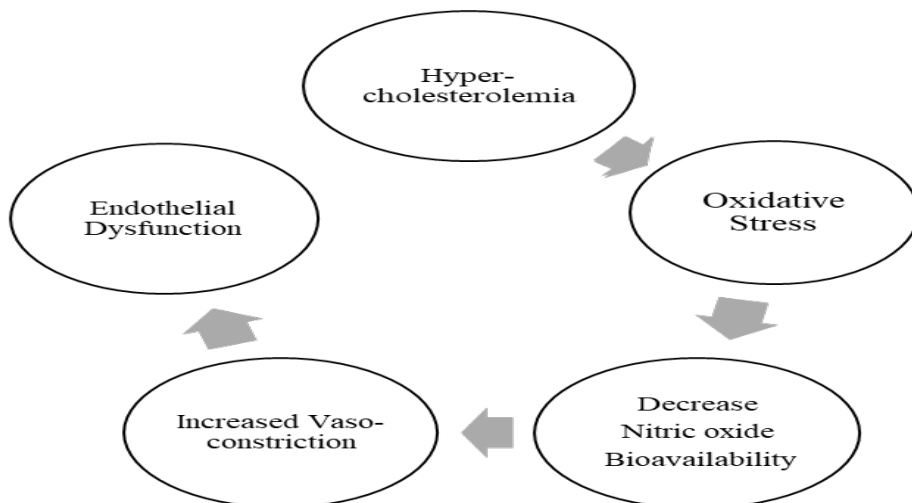 Hyper-
cholesterolemia
Oxidative
Stress
Decrease
Nitric oxide
Bioavailability
Increased Vaso-
constriction
Endothelial
Dysfunction